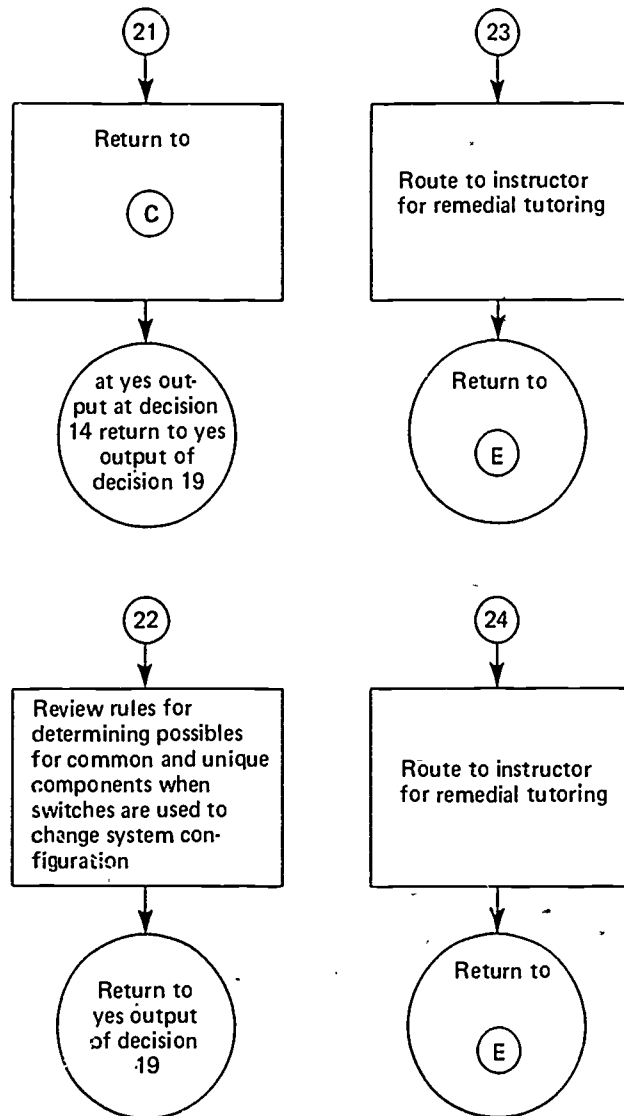 21
Return to
C
at yes out-
put at decision
14 return to yes
output of
decision 19
23
Route to instructor
for remedial tutoring
Return to
E
22
Review rules for
determining possibles
for common and unique
components when
switches are used to
change system con-
figuration
Return to
yes output
of decision
19
24
Route to instructor
for remedial tutoring
Return to
E